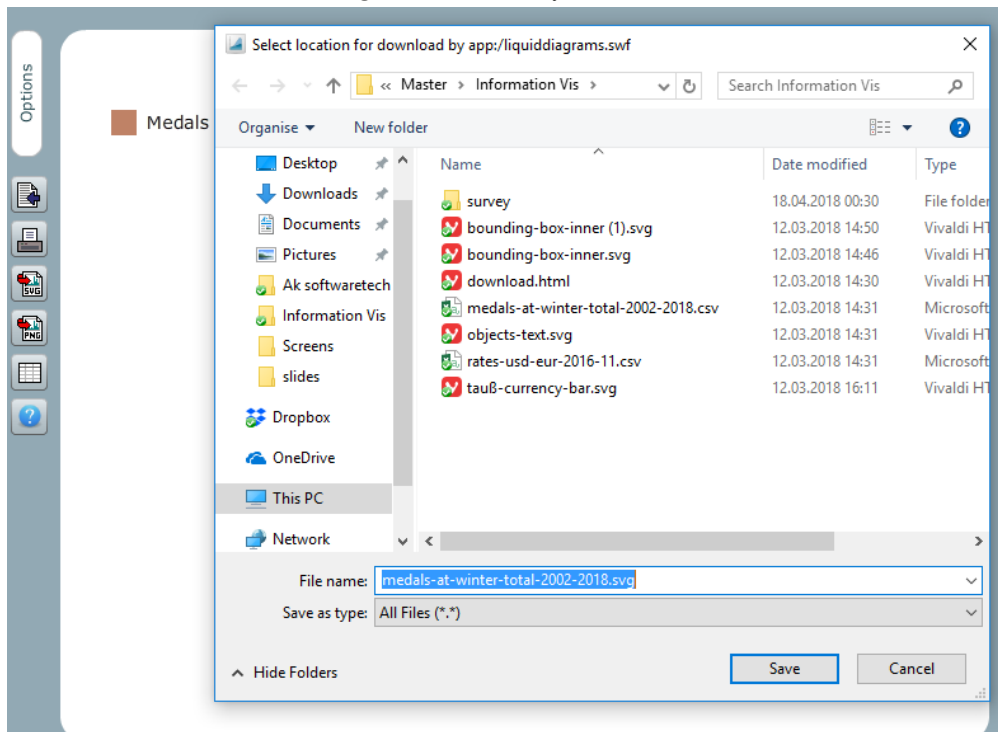 Select location for download by app:/liquiddiagrams.swf
« Master > Information Vis >
Search Information Vis
Options
Medals
Organise
New folder
Name
Date modified
Type
Desktop
Downloads
Documents
Pictures
Ak softwaretech
Information Vis
Screens
slides
Dropbox
OneDrive
This PC
Network
survey 18.04.2018 00:30 File folder
bounding-box-inner (1).svg 12.03.2018 14:50 Vivaldi HT
bounding-box-inner.svg 12.03.2018 14:46 Vivaldi HT
download.html 12.03.2018 14:30 Vivaldi HT
medals-at-winter-total-2002-2018.csv 12.03.2018 14:31 Microsoft
objects-text.svg 12.03.2018 14:31 Vivaldi HT
rates-usd-eur-2016-11.csv 12.03.2018 14:31 Microsoft
tauß-currency-bar.svg 12.03.2018 16:11 Vivaldi HT
SVG
PNG
?
?
File name: medals-at-winter-total-2002-2018.svg
Save as type: All Files (*.*)
Hide Folders
Save
Cancel